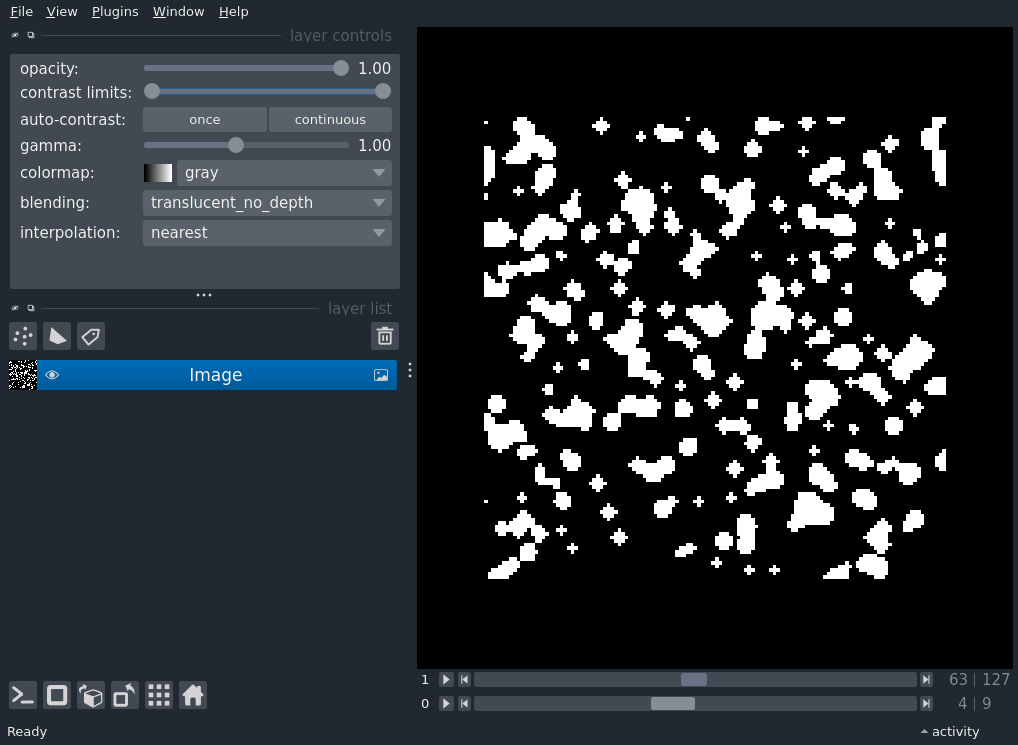 File View Plugins Window Help
layer controls
opacity: 1.00
contrast limits:
auto-contrast: once continuous
gamma: 1.00
colormap: gray
blending: translucent_no_depth
interpolation: nearest
layer list
Image
1 63 | 127
0 4 | 9
Ready activity